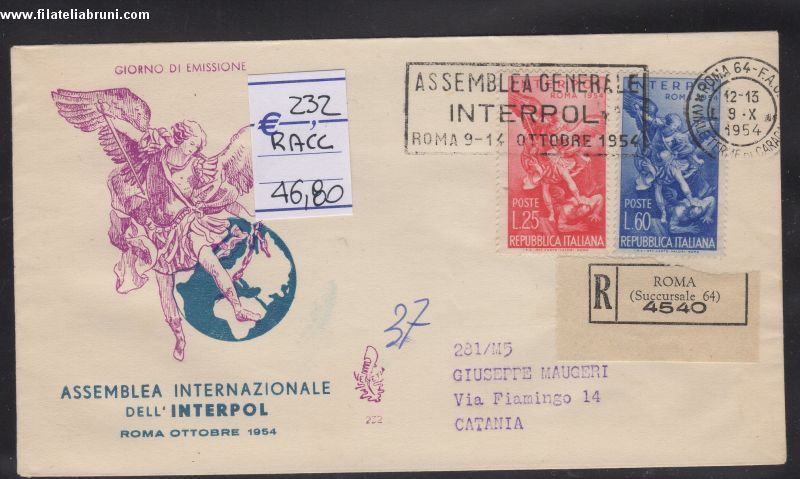 www.filateliabruni.com
GIORNO DI EMISSIONE
232
€
RACC
46,80
ASSEMBLEA GENERALE
INTERPOL
ROMA 9-14 OTTOBRE 1954
ROMA 64-F.A.
12-13
9-X
1954
ROMA 1954
POSTE
L.25
REPUBBLICA ITALIANA
INTERPOL
ROMA 1954
POSTE
L.60
REPUBBLICA ITALIANA
R
ROMA
(Succursale 64)
4540
37
281/M5
GIUSEPPE MAUGERI
Via Fiamingo 14
CATANIA
232
ASSEMBLEA INTERNAZIONALE
DELL'INTERPOL
ROMA OTTOBRE 1954